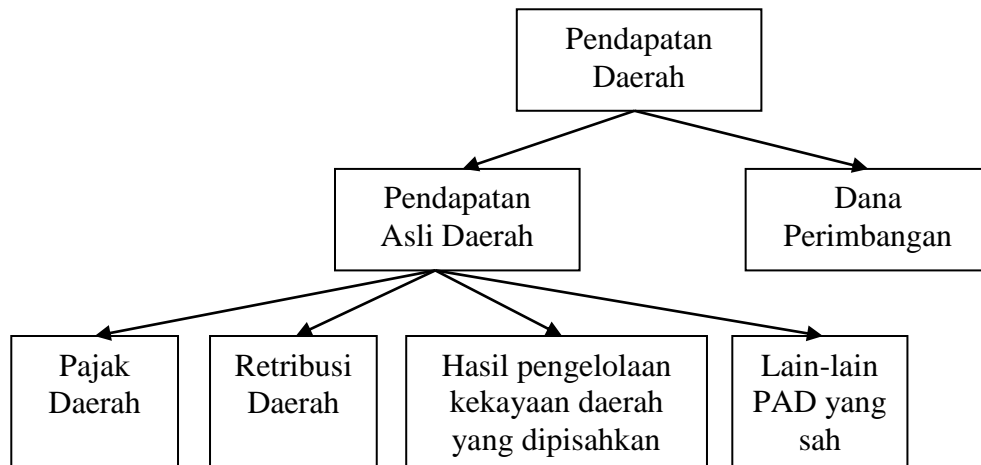 Pendapatan
Daerah
Pendapatan
Asli Daerah
Dana
Perimbangan
Pajak
Daerah
Retribusi
Daerah
Hasil pengelolaan
kekayaan daerah
yang dipisahkan
Lain-lain
PAD yang
sah